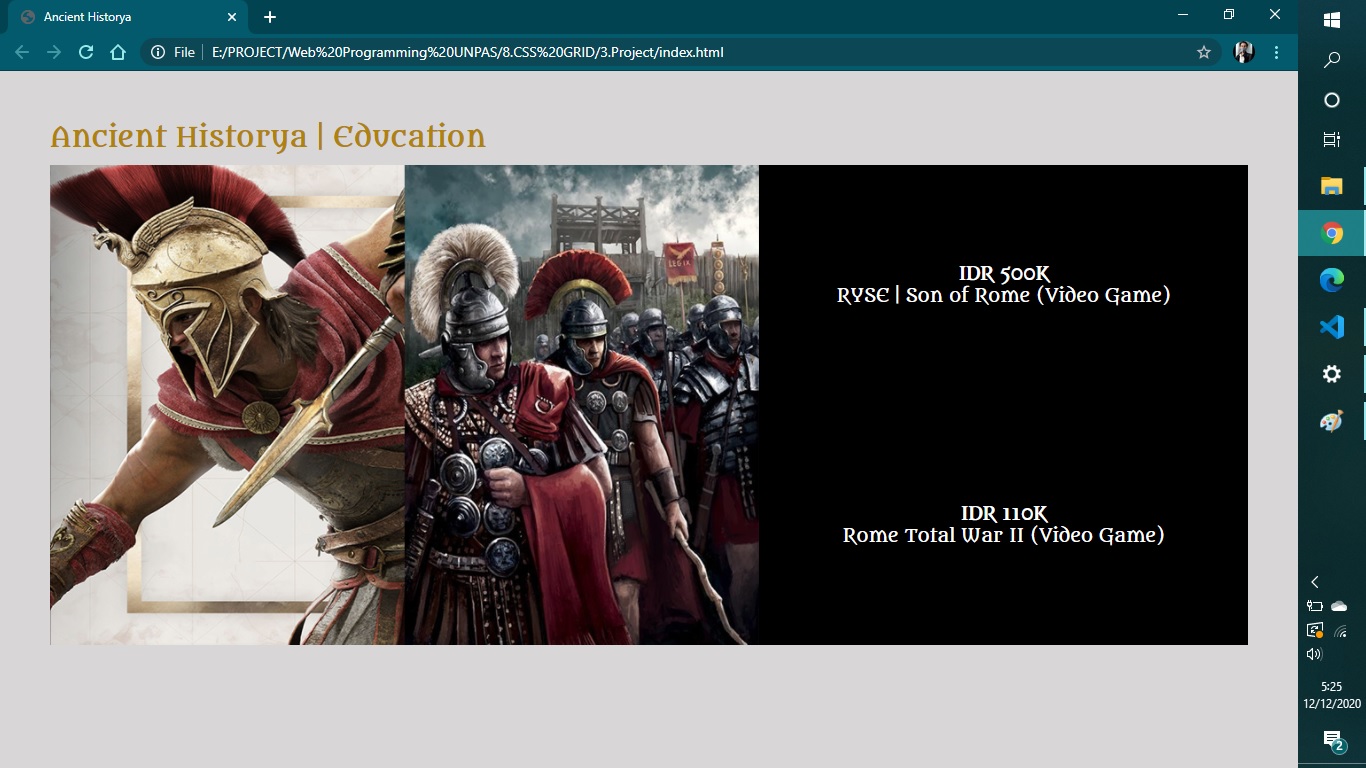 Ancient Historya
File
E:/PROJECT/Web%20Programming%20UNPAS/8.CSS%20GRID/3.Project/index.html
Ancient Historya | Education
LEG IX
IDR 500K
RYSE | Son of Rome (Video Game)
IDR 110K
Rome Total War II (Video Game)
5:25
12/12/2020
2